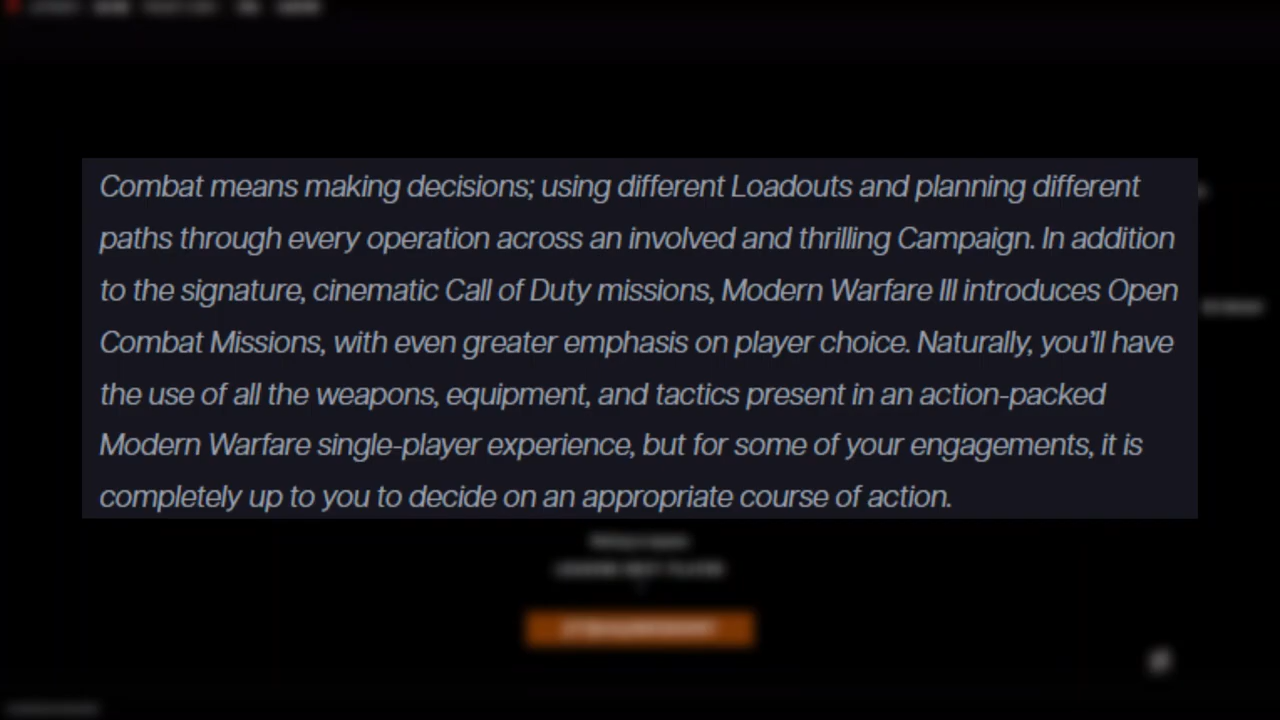 Combat means making decisions; using different Loadouts and planning different
paths through every operation across an involved and thrilling Campaign. In addition
to the signature, cinematic Call of Duty missions, Modern Warfare III introduces Open
Combat Missions, with even greater emphasis on player choice. Naturally, you’ll have
the use of all the weapons, equipment, and tactics present in an action-packed
Modern Warfare single-player experience, but for some of your engagements, it is
completely up to you to decide on an appropriate course of action.